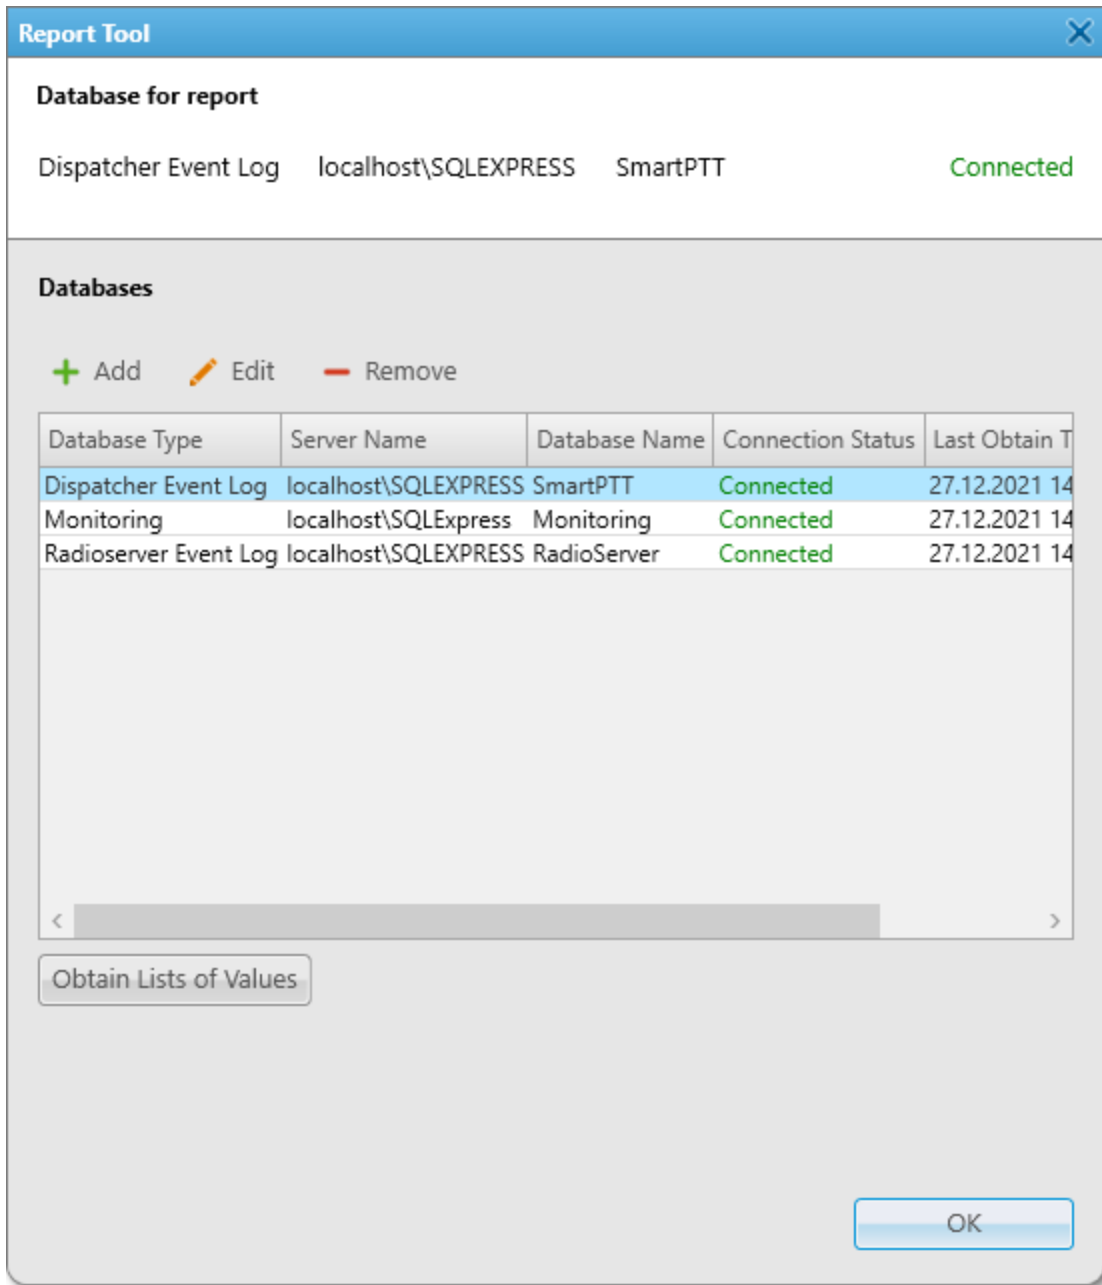 Report Tool
Database for report
Dispatcher Event Log localhost\SQLEXPRESS SmartPTT Connected
Databases
Add Edit Remove
Database Type Server Name Database Name Connection Status Last Obtain T
Dispatcher Event Log localhost\SQLEXPRESS SmartPTT Connected 27.12.2021 14
Monitoring localhost\SQLExpress Monitoring Connected 27.12.2021 14
Radioserver Event Log localhost\SQLEXPRESS RadioServer Connected 27.12.2021 14
Obtain Lists of Values
OK